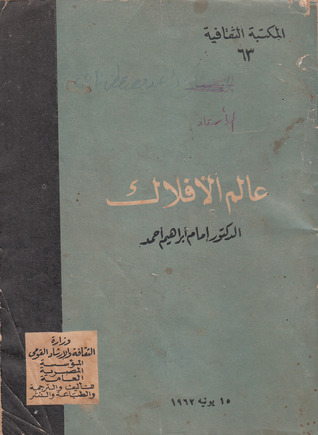 المكتبة الثقافية
٦٣
عالم الأفلاك
الدكتور إمام إبراهيم أحمد
وزارة
الثقافة والإرشاد القومى
المؤسسة
المصرية
العامة
للتأليف والترجمة
والطباعة والنشر
١٥ يونيه ١٩٦٢